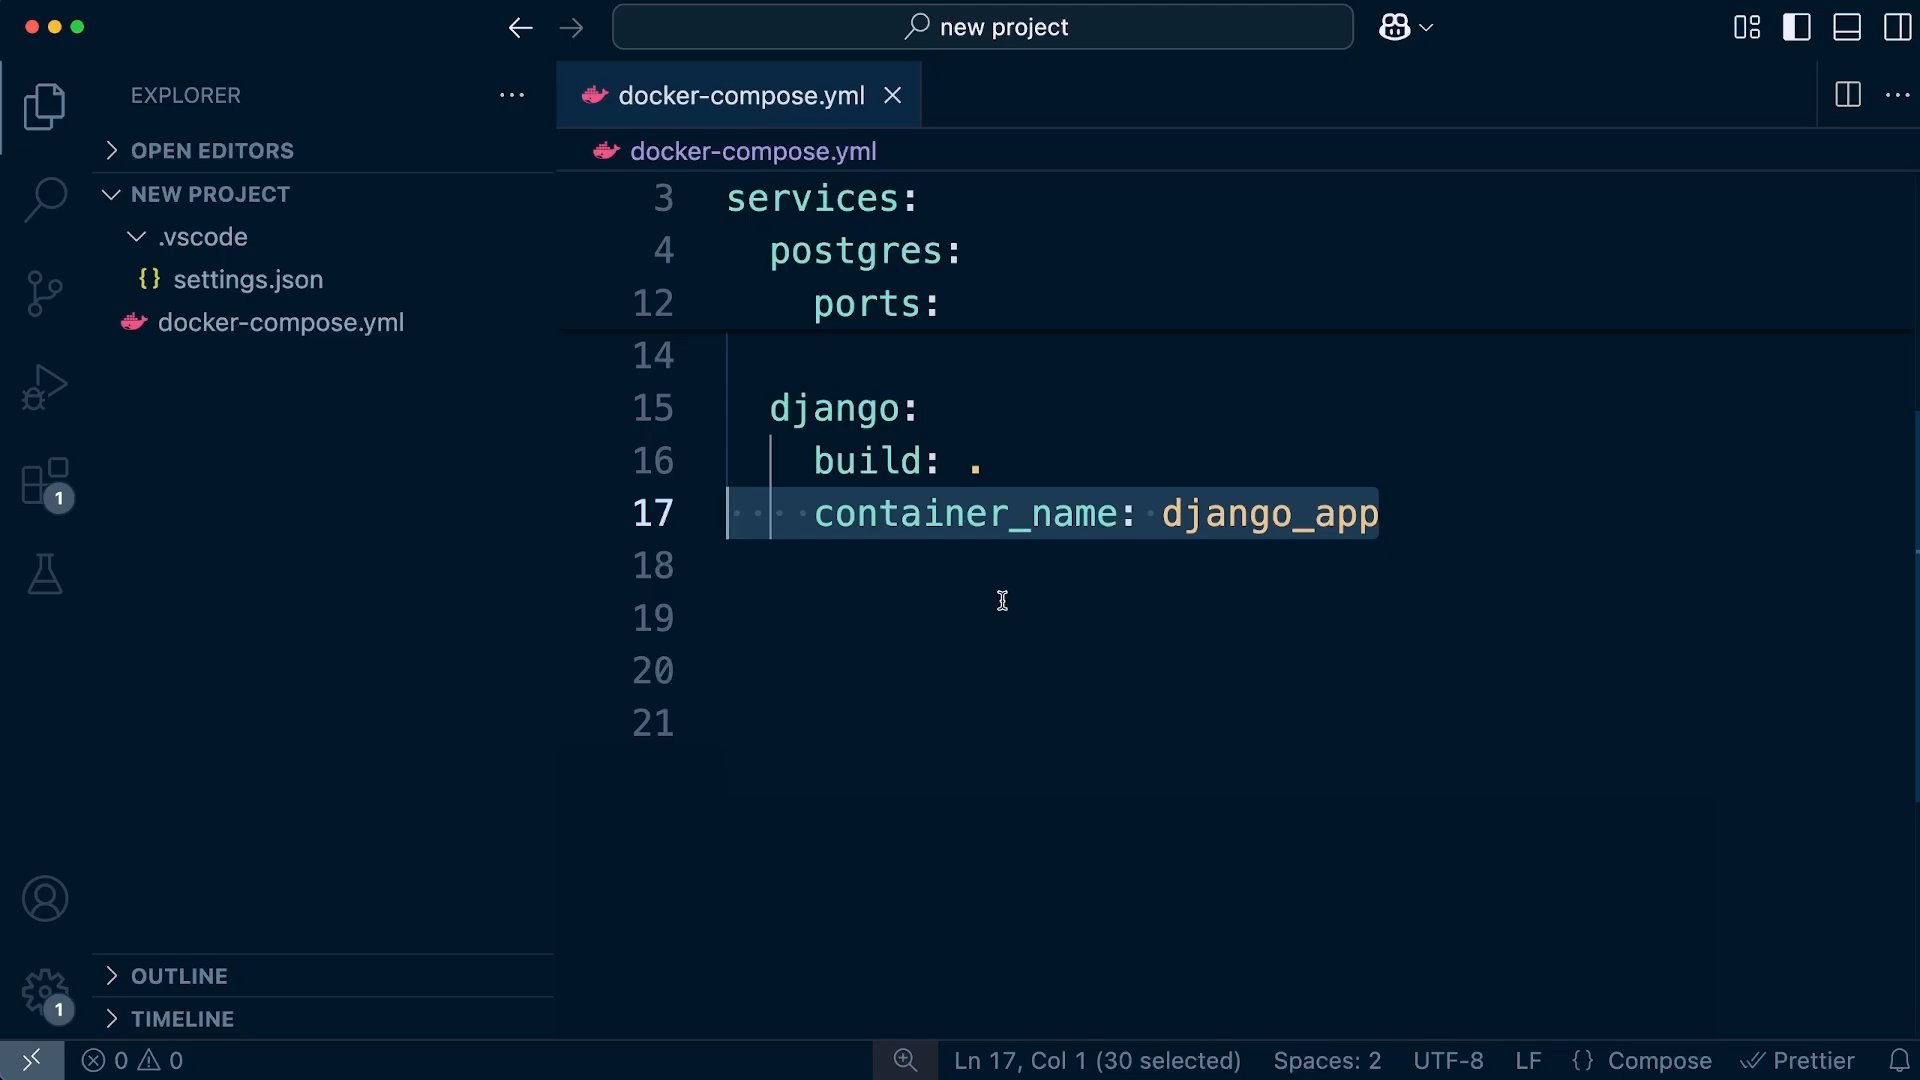 new project
EXPLORER
docker-compose.yml
OPEN EDITORS
docker-compose.yml
NEW PROJECT
.vscode
{} settings.json
docker-compose.yml
3 services:
4 postgres:
12 ports:
14
15 django:
16 build: .
17 container_name: django_app
18
19
20
21
1
1
OUTLINE
TIMELINE
0 0
Ln 17, Col 1 (30 selected)
Spaces: 2
UTF-8
LF
{} Compose
Prettier